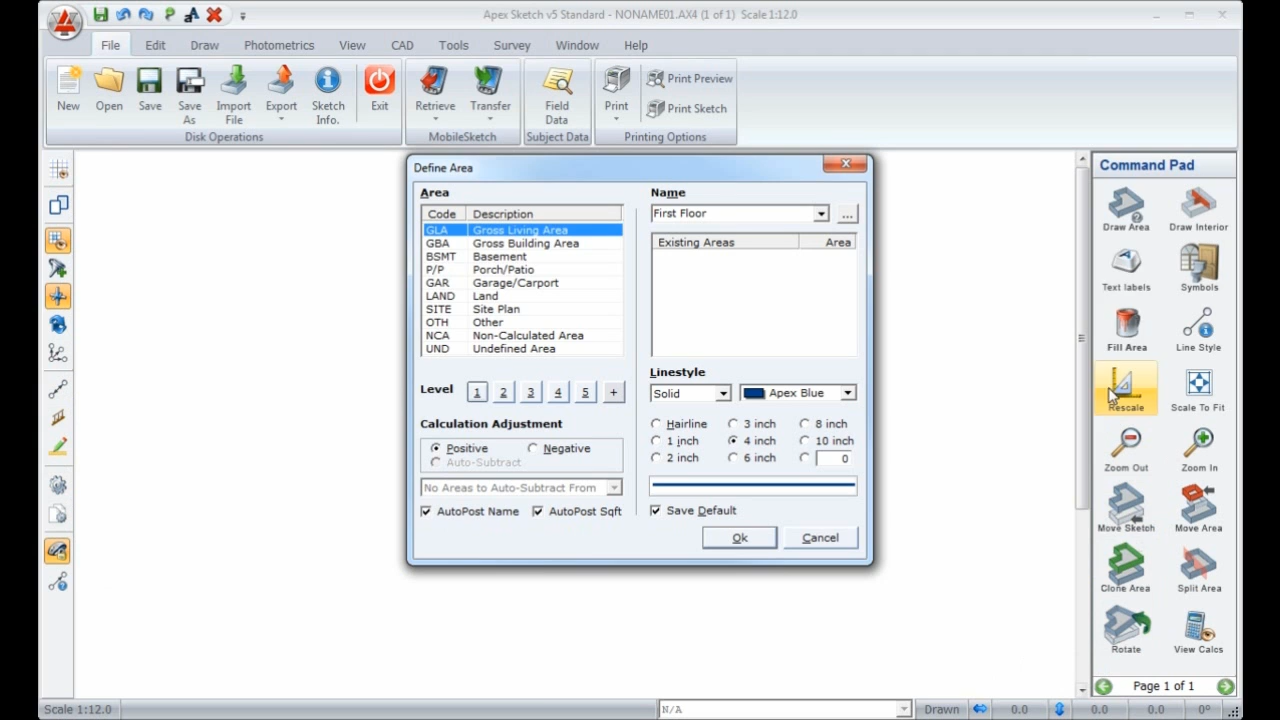 Apex Sketch v5 Standard - NONAME01.AX4 (1 of 1) Scale 1:12.0
File Edit Draw Photometrics View CAD Tools Survey Window Help
New Open Save Save As Import File Export Sketch Info. Exit Retrieve Transfer Field Data Print
Print Preview
Print Sketch
Disk Operations MobileSketch Subject Data Printing Options
Define Area
Area
Code Description
GLA Gross Living Area
GBA Gross Building Area
BSMT Basement
P/P Porch/Patio
GAR Garage/Carport
LAND Land
SITE Site Plan
OTH Other
NCA Non-Calculated Area
UND Undefined Area
Level 1 2 3 4 5 +
Calculation Adjustment
Positive Negative
Auto-Subtract
No Areas to Auto-Subtract From
AutoPost Name AutoPost Sqft
Name
First Floor ...
Existing Areas Area
Linestyle
Solid Apex Blue
Hairline 3 inch 8 inch
1 inch 4 inch 10 inch
2 inch 6 inch 0
Save Default
Ok Cancel
Command Pad
Draw Area Draw Interior
Text labels Symbols
Fill Area Line Style
Rescale Scale To Fit
Zoom Out Zoom In
Move Sketch Move Area
Clone Area Split Area
Rotate View Calcs
Page 1 of 1
Scale 1:12.0 N/A Drawn 0.0 0.0 0.0 0°